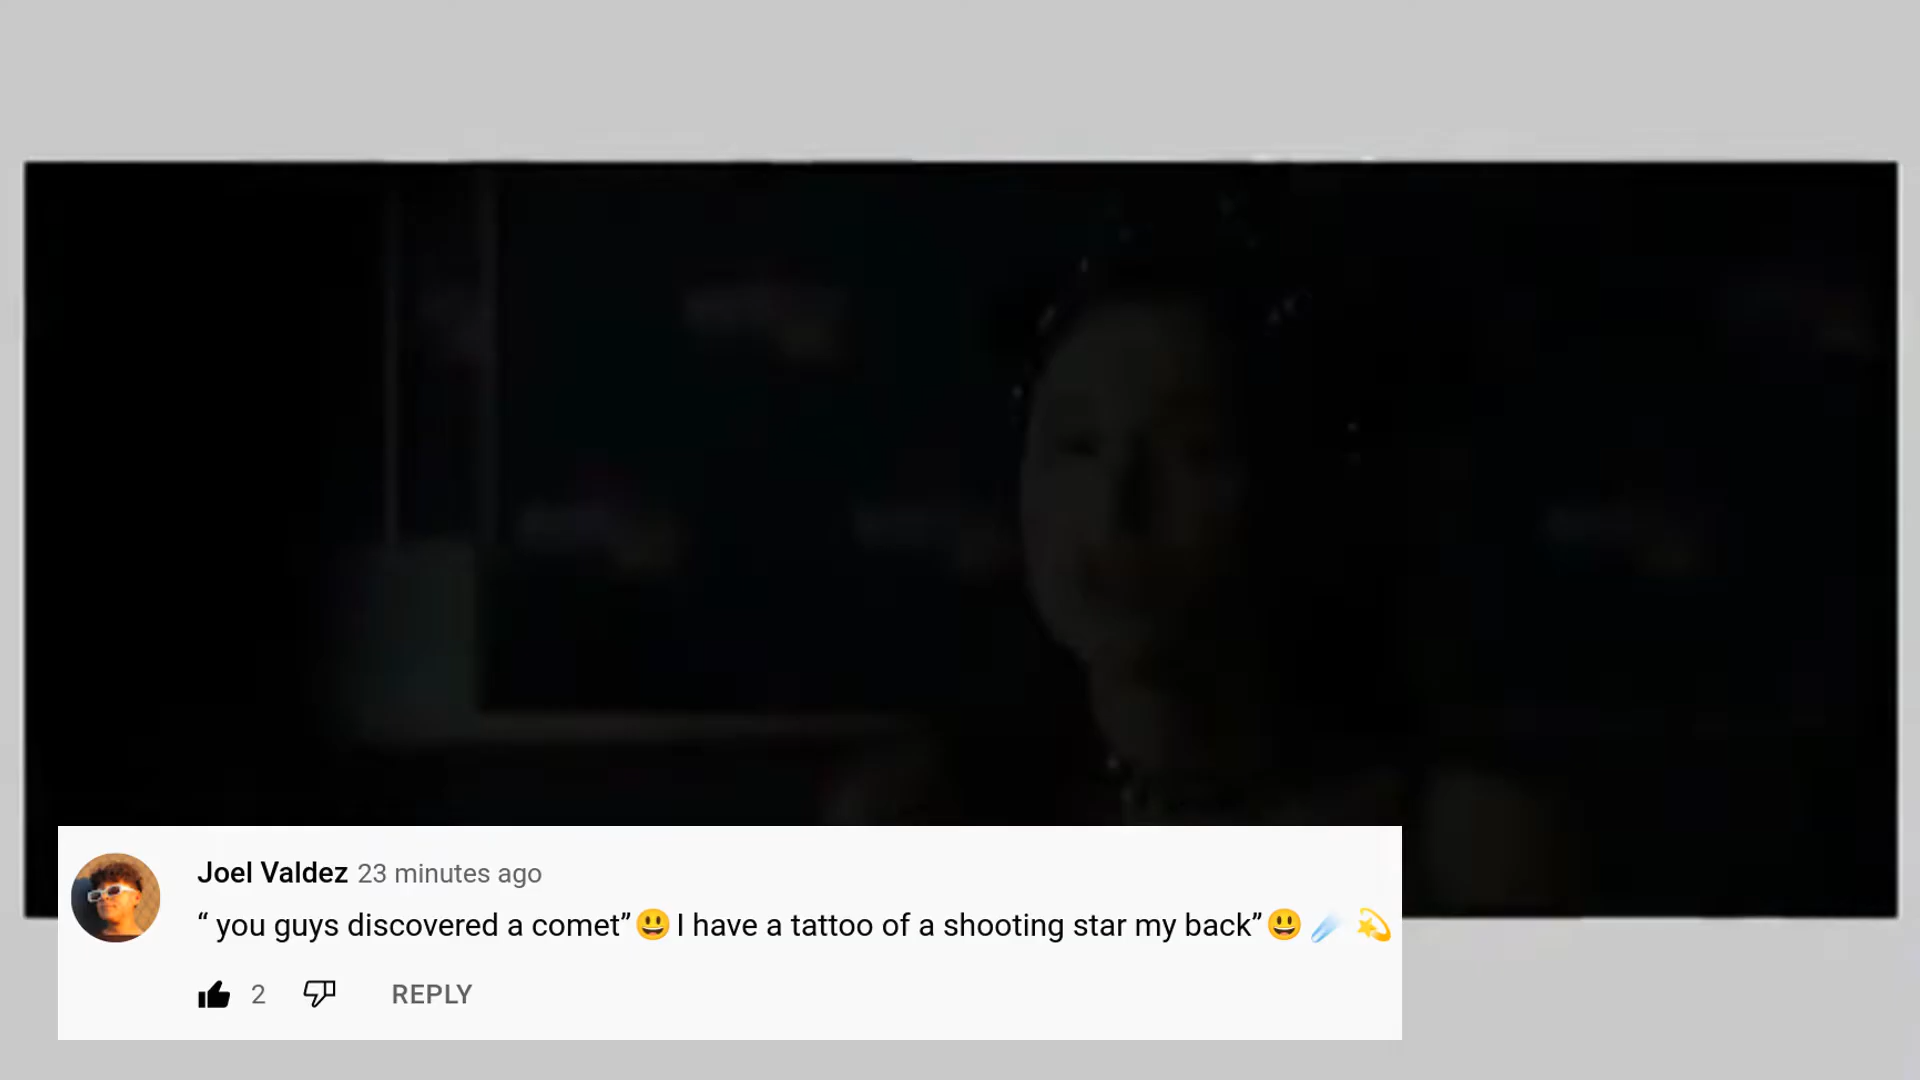 Joel Valdez 23 minutes ago
“ you guys discovered a comet”😃I have a tattoo of a shooting star my back”😃☄️ 💫
2 REPLY